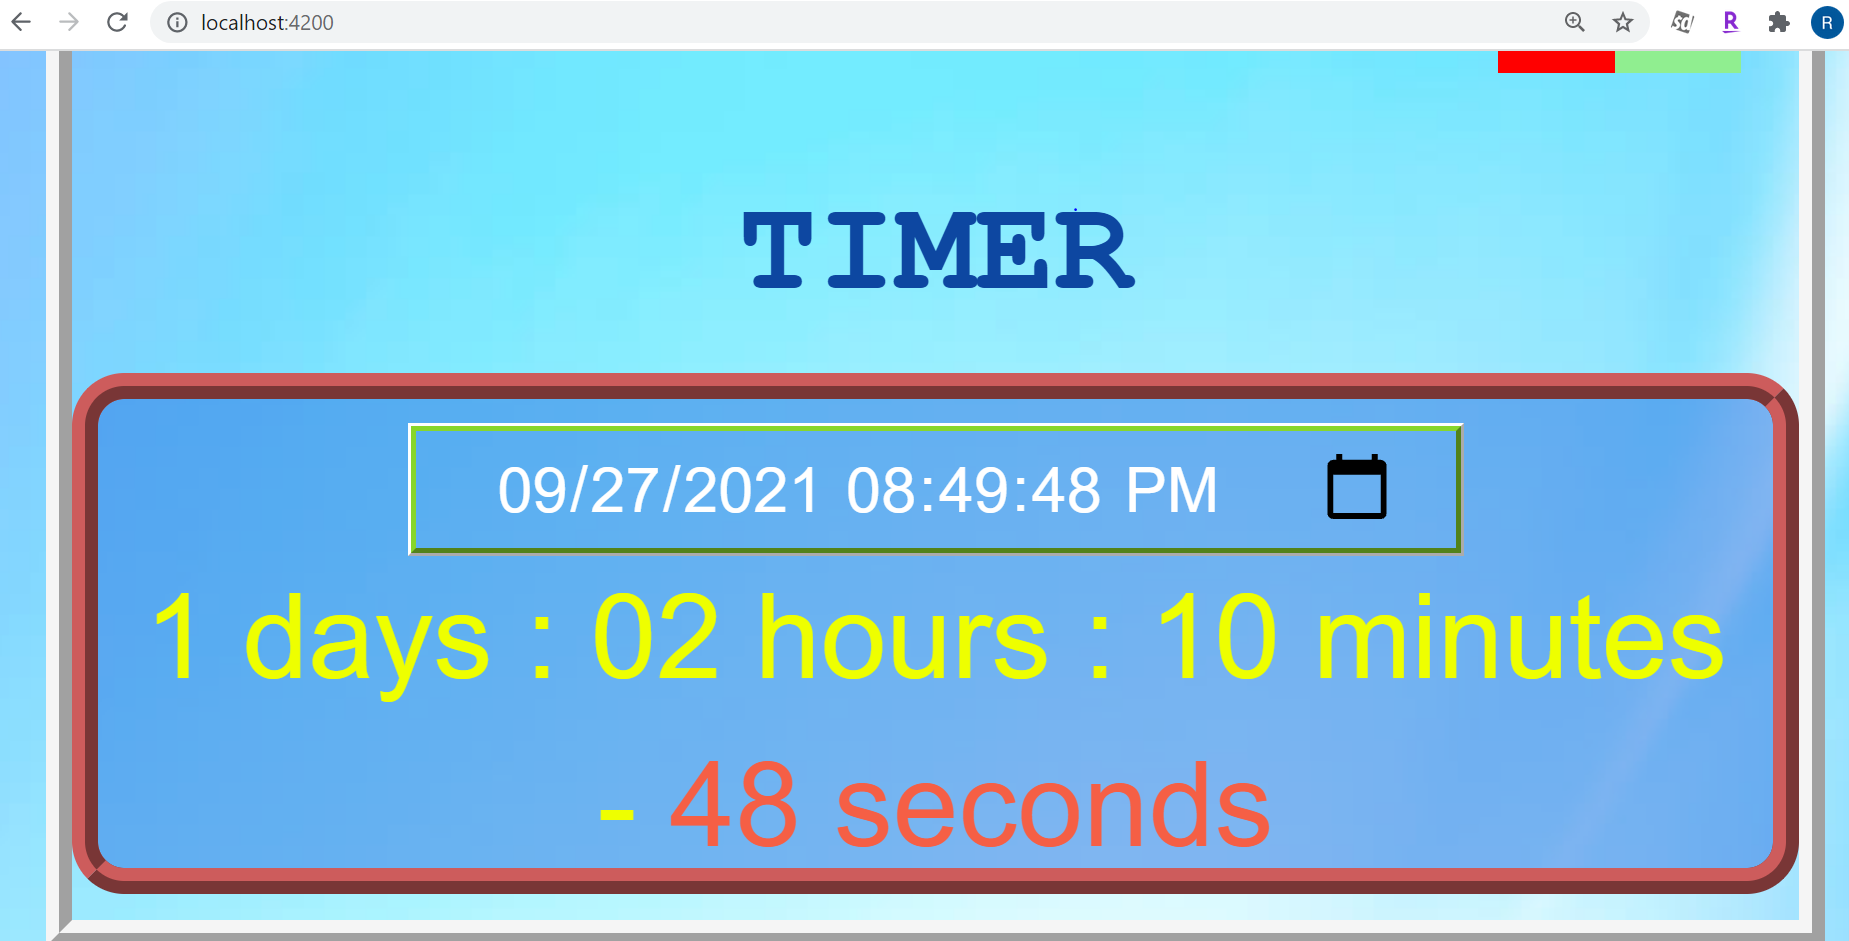 localhost:4200
R
R
TIMER
09/27/2021 08:49:48 PM
1 days : 02 hours : 10 minutes
- 48 seconds